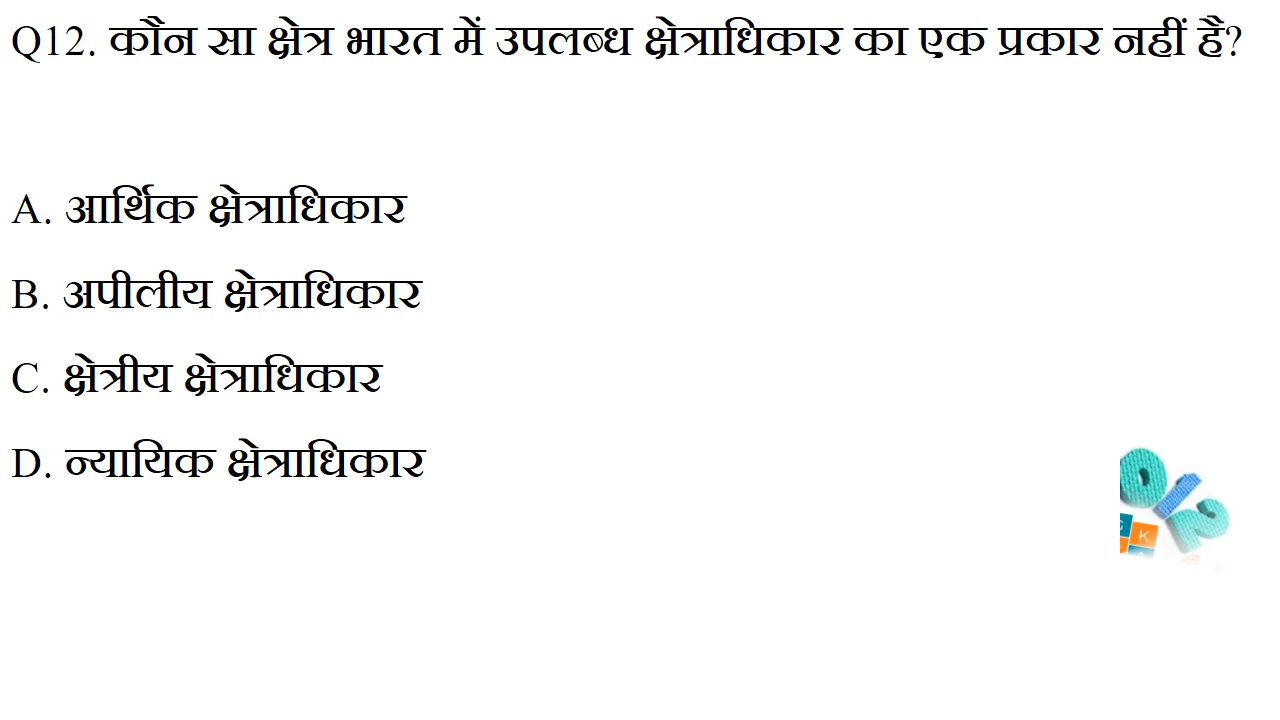 Q12. कौन सा क्षेत्र भारत में उपलब्ध क्षेत्राधिकार का एक प्रकार नहीं है?
A. आर्थिक क्षेत्राधिकार
B. अपीलीय क्षेत्राधिकार
C. क्षेत्रीय क्षेत्राधिकार
D. न्यायिक क्षेत्राधिकार
K